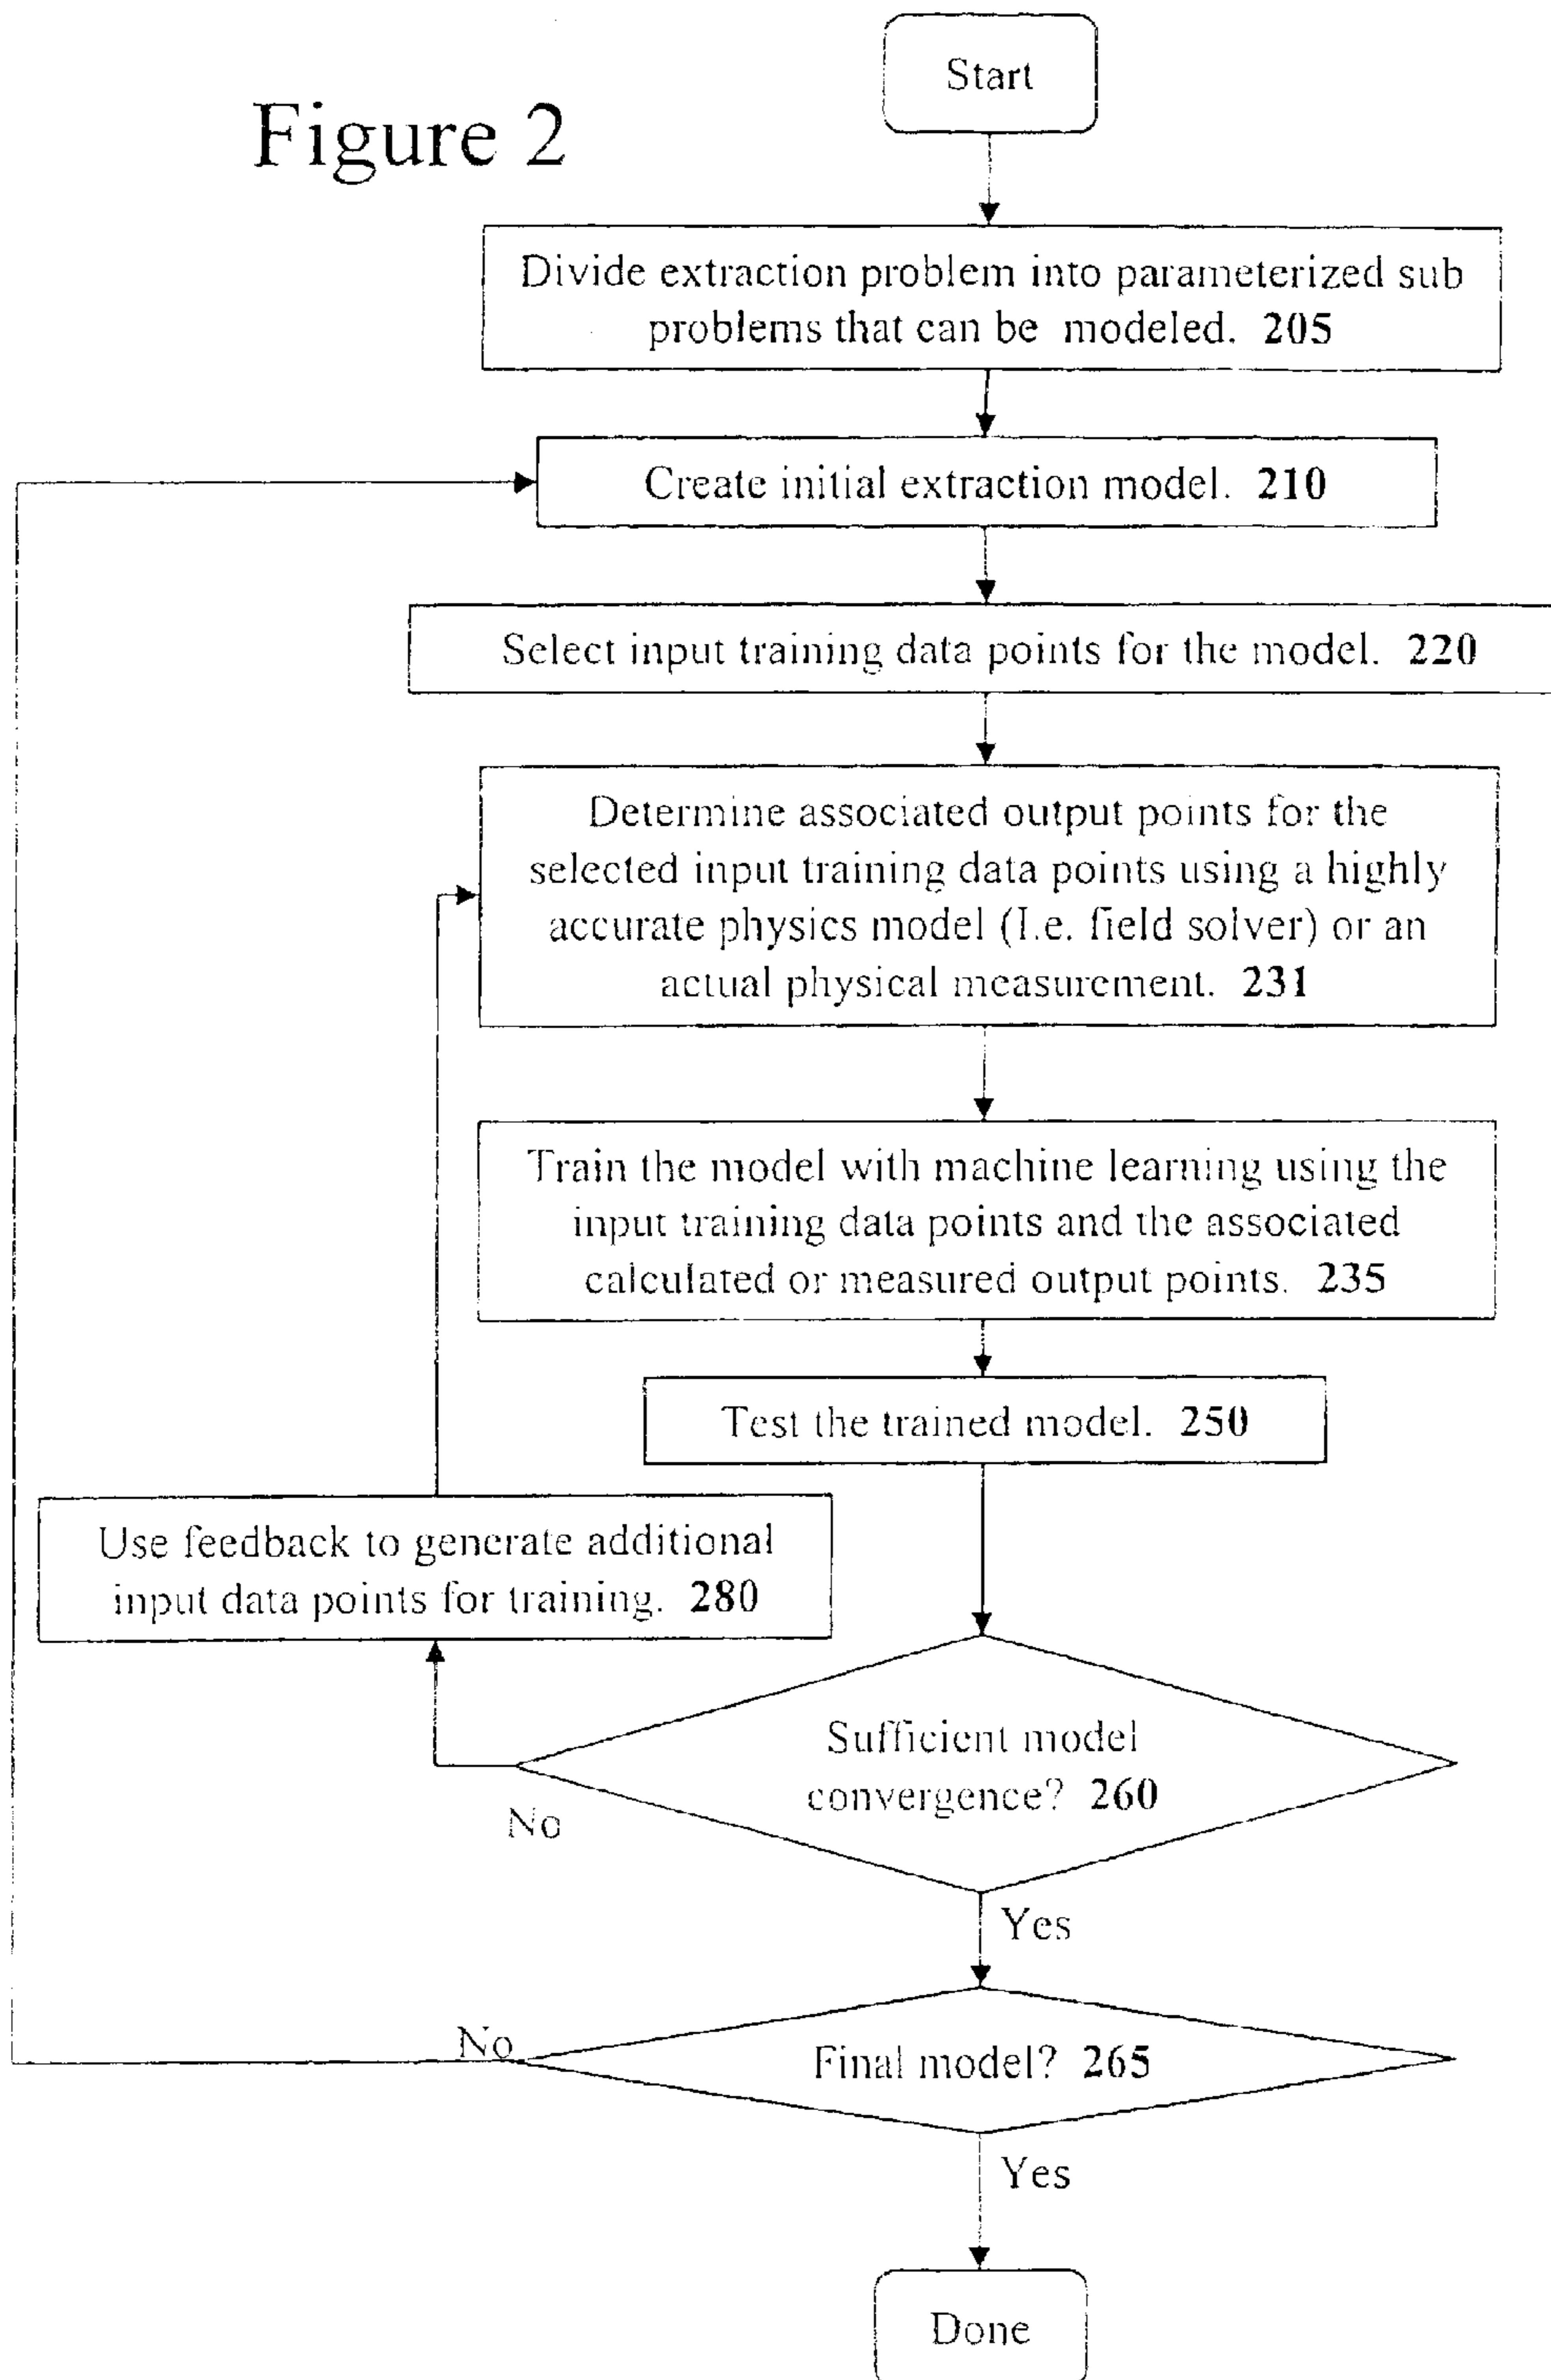 Start
Figure 2
Divide extraction problem into parameterized sub
problems that can be modeled. 205
Create initial extraction model. 210
Select input training data points for the model. 220
Determine associated output points for the
selected input training data points using a highly
accurate physics model (I.e. field solver) or an
actual physical measurement. 231
Train the model with machine learning using the
input training data points and the associated
calculated or measured output points. 235
Test the trained model. 250
Use feedback to generate additional
input data points for training. 280
Sufficient model
convergence? 260
No
Yes
No
Final model? 265
Yes
Done